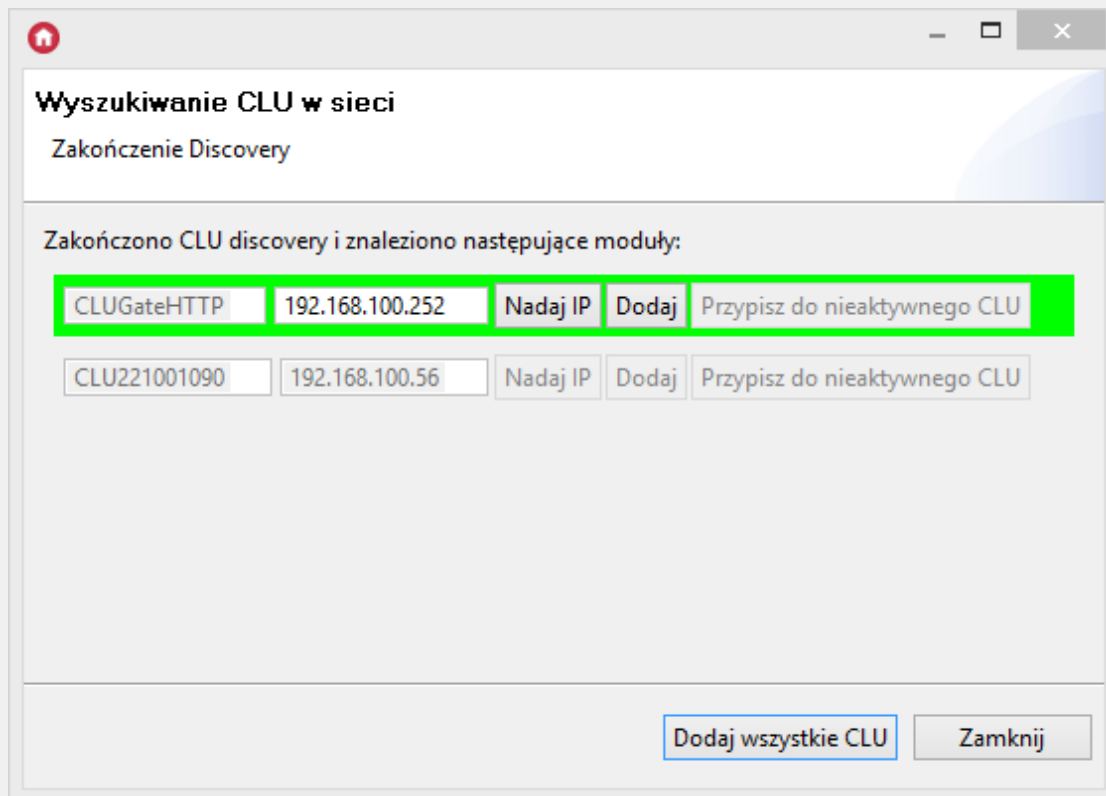 Wyszukiwanie CLU w sieci
Zakończenie Discovery
Zakończono CLU discovery i znaleziono następujące moduły:
CLUGateHTTP 192.168.100.252 Nadaj IP Dodaj Przypisz do nieaktywnego CLU
CLU221001090 192.168.100.56 Nadaj IP Dodaj Przypisz do nieaktywnego CLU
Dodaj wszystkie CLU Zamknij